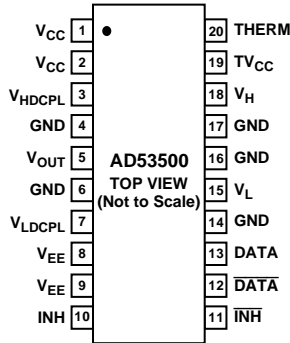 VCC 1 20 THERM
VCC 2 19 TVCC
VHDCPL 3 18 VH
GND 4 17 GND
VOUT 5 AD53500 16 GND
GND 6 TOP VIEW 15 VL
(Not to Scale)
VLDCPL 7 14 GND
VEE 8 13 DATA
VEE 9 12 D̅A̅T̅A̅
INH 10 11 I̅N̅H̅